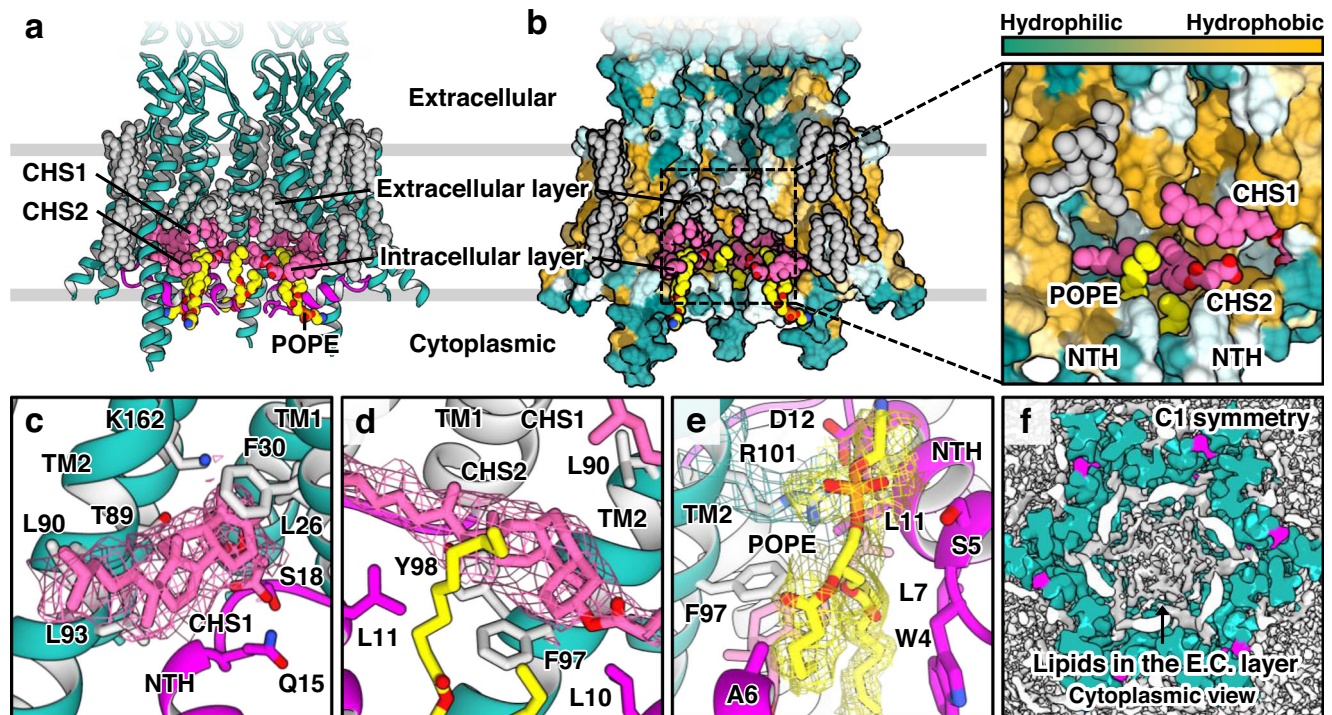 a
CHS1
CHS2
POPE
Extracellular
Extracellular layer
Intracellular layer
Cytoplasmic
b
Hydrophilic
Hydrophobic
CHS1
POPE
CHS2
NTH
NTH
c
K162
TM1
F30
TM2
L90
T89
L26
S18
L93
CHS1
NTH
Q15
d
TM1
CHS1
CHS2
L90
TM2
Y98
L11
F97
L10
e
D12
R101
NTH
TM2
L11
POPE
S5
L7
F97
W4
A6
f
C1 symmetry
Lipids in the E.C. layer
Cytoplasmic view